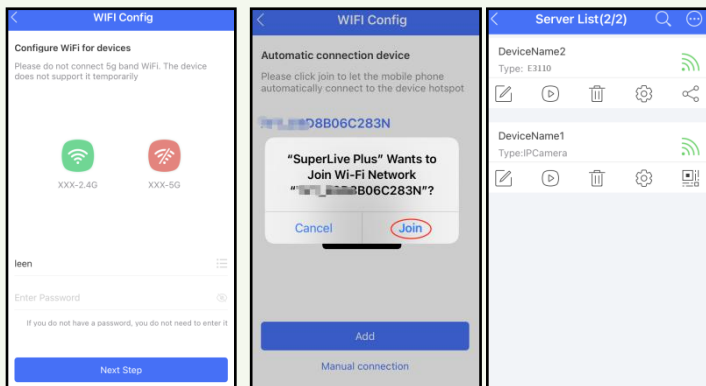 WIFI Config
Configure WiFi for devices
Please do not connect 5g band WiFi. The device
does not support it temporarily
XXX-2.4G
XXX-5G
leen
Enter Password
If you do not have a password, you do not need to enter it
Next Step
WIFI Config
Automatic connection device
Please click join to let the mobile phone
automatically connect to the device hotspot
D8B06C283N
"SuperLive Plus" Wants to
Join Wi-Fi Network
B06C283N"?
Cancel
Join
Add
Manual connection
Server List(2/2)
DeviceName2
Type: E3110
DeviceName1
Type:IPCamera